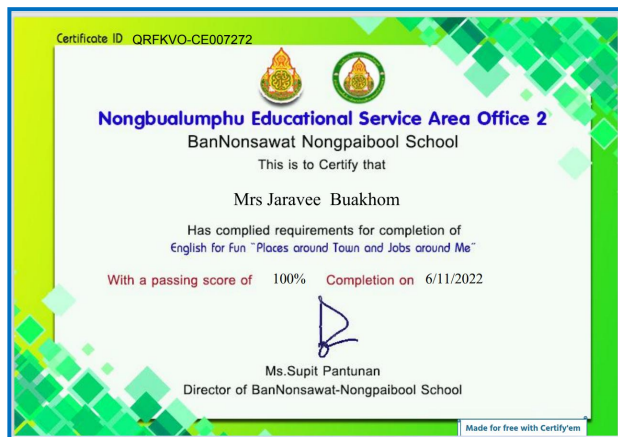 Certificate ID QRFKVO-CE007272
Nongbualumphu Educational Service Area Office 2
BanNonsawat Nongpaibool School
This is to Certify that
Mrs Jaravee Buakhom
Has complied requirements for completion of
English for Fun "Places around Town and Jobs around Me"
With a passing score of 100% Completion on 6/11/2022
Ms.Supit Pantunan
Director of BanNonsawat-Nongpaibool School
Made for free with Certify'em